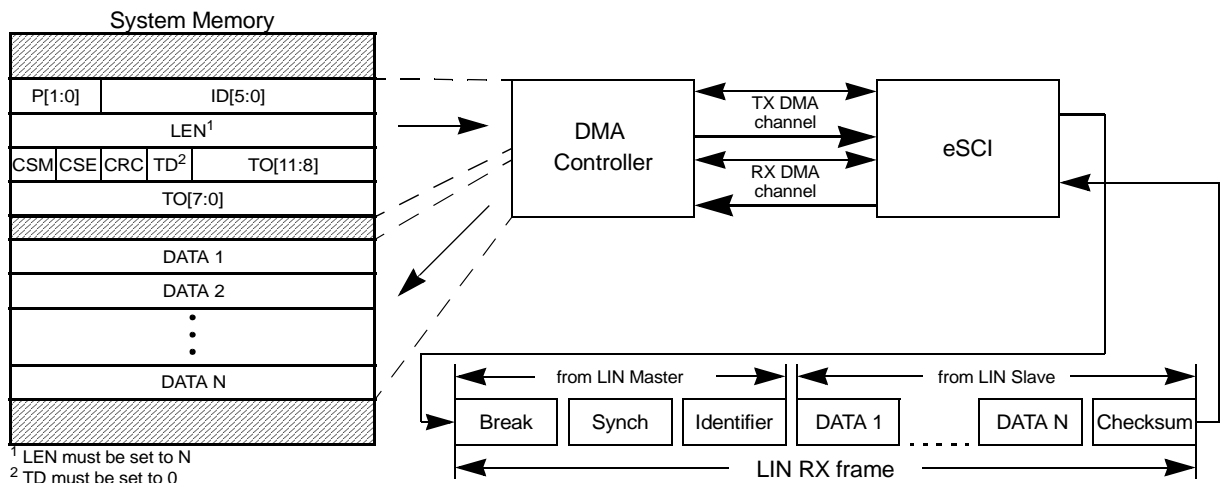 System Memory
P[1:0] ID[5:0]
LEN1
CSM CSE CRC TD2 TO[11:8]
TO[7:0]
DATA 1
DATA 2
DATA N
1 LEN must be set to N
2 TD must be set to 0
DMA
Controller
TX DMA
channel
RX DMA
channel
eSCI
from LIN Master from LIN Slave
Break Synch Identifier DATA 1 DATA N Checksum
LIN RX frame